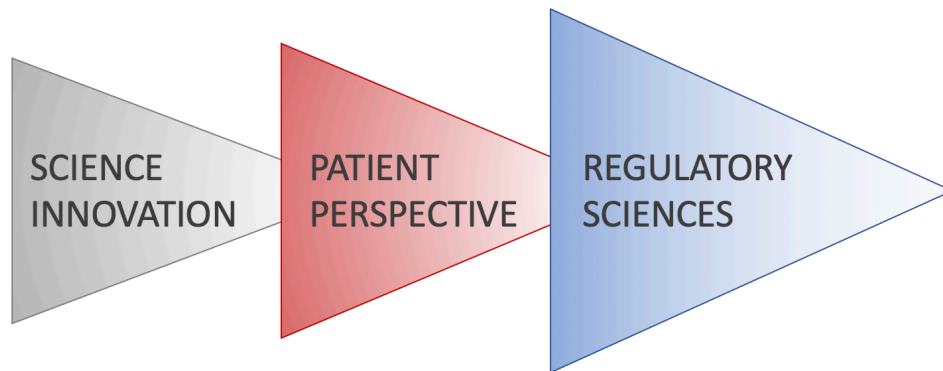 SCIENCE
INNOVATION
PATIENT
PERSPECTIVE
REGULATORY
SCIENCES